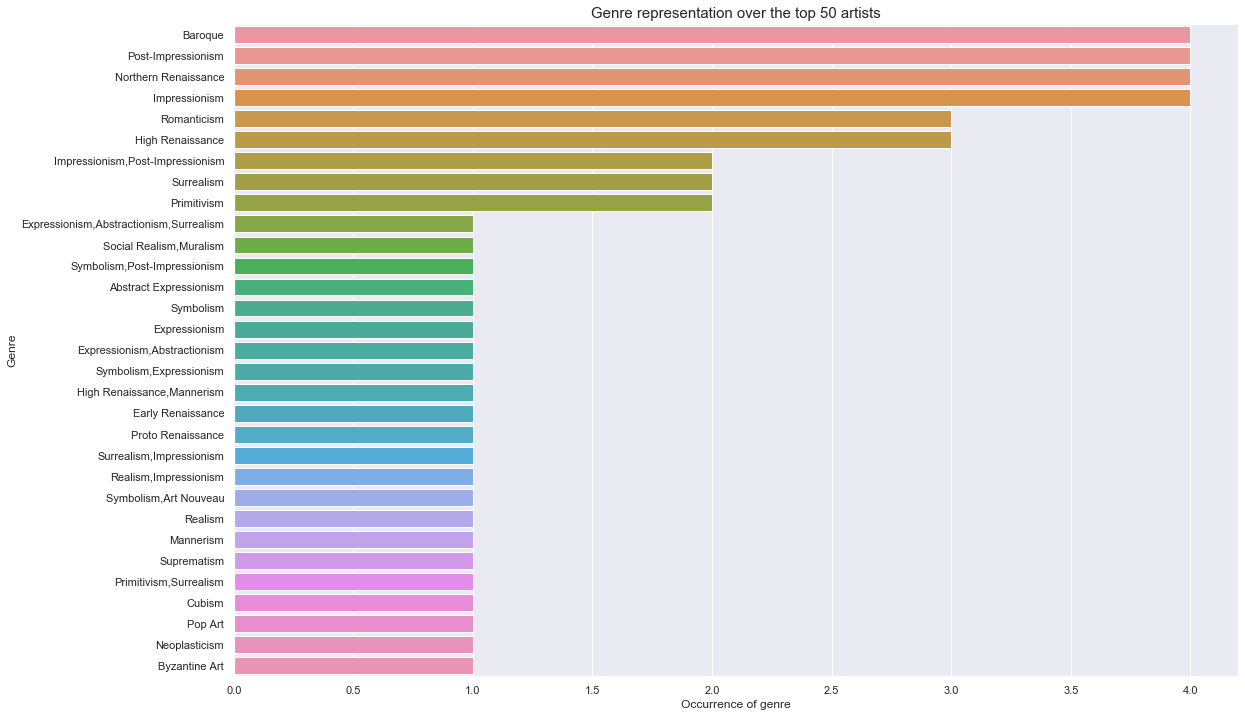 Genre representation over the top 50 artists
Genre
Baroque
Post-Impressionism
Northern Renaissance
Impressionism
Romanticism
High Renaissance
Impressionism,Post-Impressionism
Surrealism
Primitivism
Expressionism,Abstractionism,Surrealism
Social Realism,Muralism
Symbolism,Post-Impressionism
Abstract Expressionism
Symbolism
Expressionism
Expressionism,Abstractionism
Symbolism,Expressionism
High Renaissance,Mannerism
Early Renaissance
Proto Renaissance
Surrealism,Impressionism
Realism,Impressionism
Symbolism,Art Nouveau
Realism
Mannerism
Suprematism
Primitivism,Surrealism
Cubism
Pop Art
Neoplasticism
Byzantine Art
0.0 0.5 1.0 1.5 2.0 2.5 3.0 3.5 4.0
Occurrence of genre